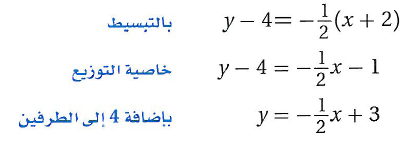 بالتبسيط y − 4 = −1/2(x + 2)
خاصية التوزيع y − 4 = −1/2x − 1
بإضافة 4 إلى الطرفين y = −1/2x + 3